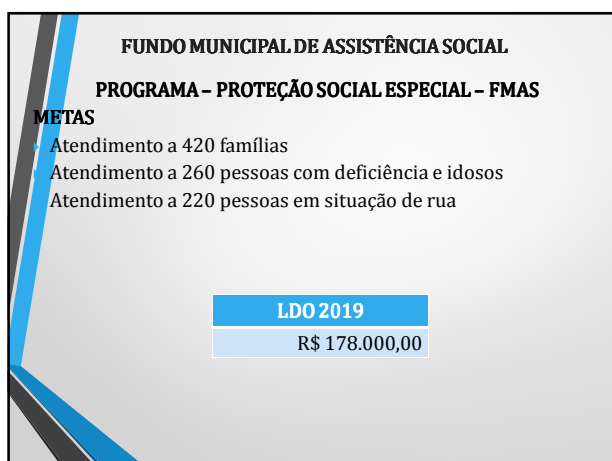 FUNDO MUNICIPAL DE ASSISTÊNCIA SOCIAL
PROGRAMA – PROTEÇÃO SOCIAL ESPECIAL – FMAS
METAS
Atendimento a 420 famílias
Atendimento a 260 pessoas com deficiência e idosos
Atendimento a 220 pessoas em situação de rua
LDO 2019
R$ 178.000,00